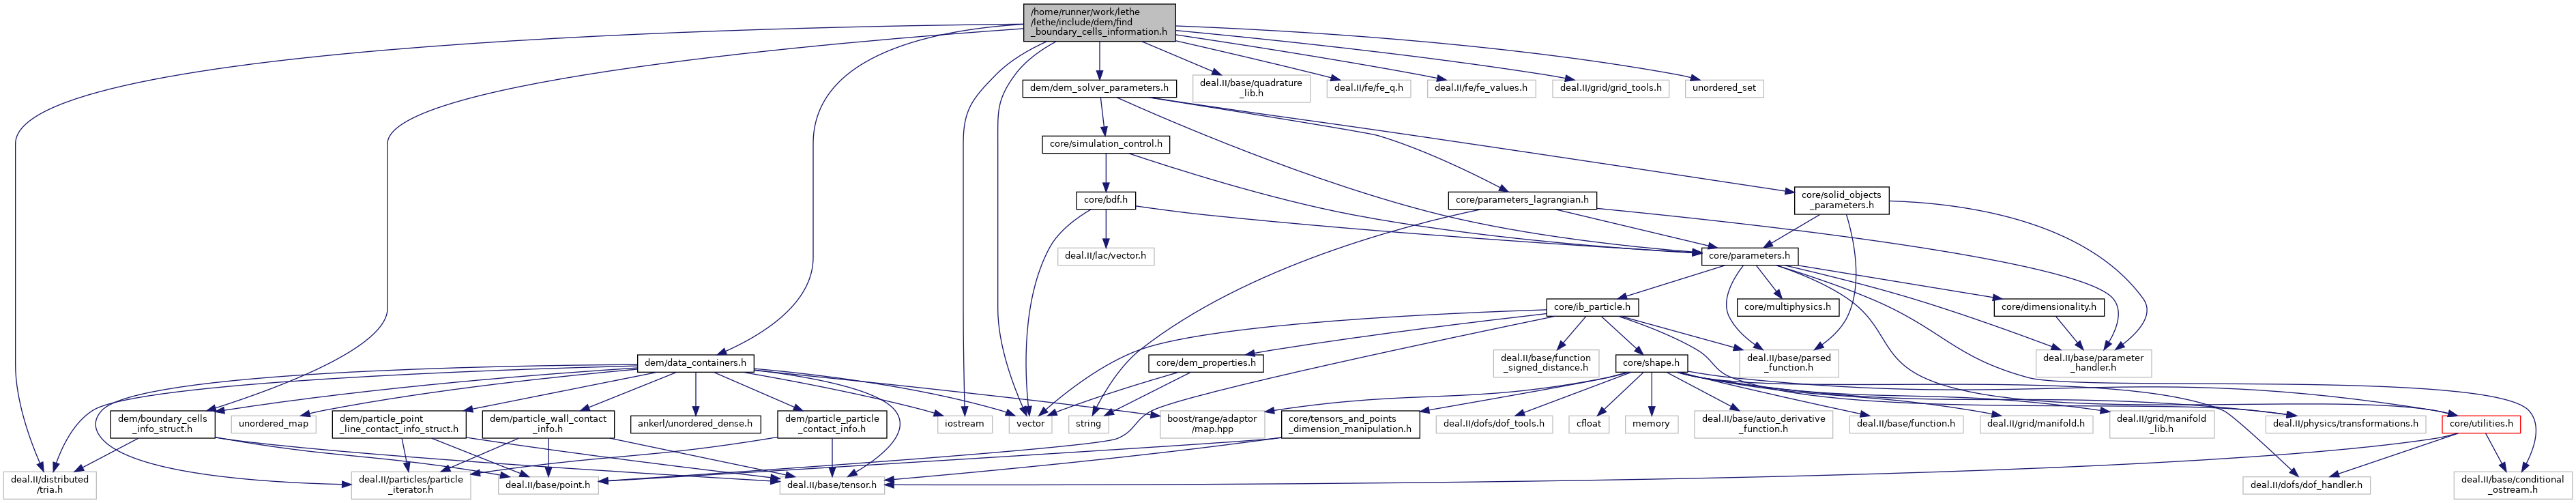 /home/runner/work/lethe
/lethe/include/dem/find
_boundary_cells_information.h
dem/dem_solver_parameters.h
deal.II/base/quadrature
_lib.h
deal.II/fe/fe_q.h
deal.II/fe/fe_values.h
deal.II/grid/grid_tools.h
unordered_set
core/simulation_control.h
core/bdf.h
core/parameters_lagrangian.h
core/solid_objects
_parameters.h
deal.II/lac/vector.h
core/parameters.h
core/ib_particle.h
core/multiphysics.h
core/dimensionality.h
dem/data_containers.h
core/dem_properties.h
deal.II/base/function
_signed_distance.h
core/shape.h
deal.II/base/parsed
_function.h
deal.II/base/parameter
_handler.h
dem/boundary_cells
_info_struct.h
unordered_map
dem/particle_point
_line_contact_info_struct.h
dem/particle_wall_contact
_info.h
ankerl/unordered_dense.h
dem/particle_particle
_contact_info.h
iostream
vector
string
boost/range/adaptor
/map.hpp
core/tensors_and_points
_dimension_manipulation.h
deal.II/dofs/dof_tools.h
cfloat
memory
deal.II/base/auto_derivative
_function.h
deal.II/base/function.h
deal.II/grid/manifold.h
deal.II/grid/manifold
_lib.h
deal.II/physics/transformations.h
core/utilities.h
deal.II/distributed
/tria.h
deal.II/particles/particle
_iterator.h
deal.II/base/point.h
deal.II/base/tensor.h
deal.II/dofs/dof_handler.h
deal.II/base/conditional
_ostream.h